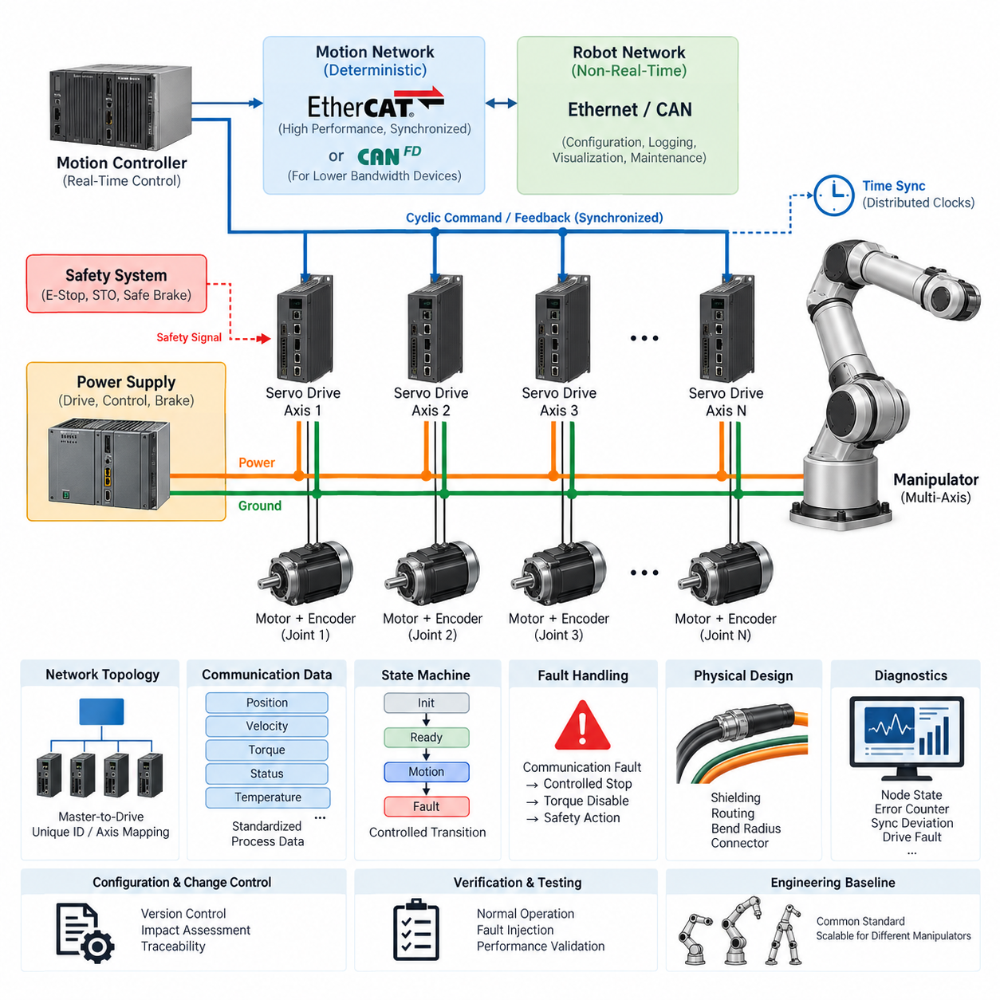 Motion Network
(Deterministic)
EtherCAT®
(High Performance, Synchronized)
or CAN FD
(For Lower Bandwidth Devices)
Robot Network
(Non-Real-Time)
Ethernet / CAN
(Configuration, Logging,
Visualization, Maintenance)
Motion Controller
(Real-Time Control)
Time Sync
(Distributed Clocks)
Cyclic Command / Feedback (Synchronized)
Safety System
(E-Stop, STO, Safe Brake)
Safety Signal
Power Supply
(Drive, Control, Brake)
Servo Drive
Axis 1
Servo Drive
Axis 2
Servo Drive
Axis 3
...
Servo Drive
Axis N
Power
Ground
Manipulator
(Multi-Axis)
Motor + Encoder
(Joint 1)
Motor + Encoder
(Joint 2)
Motor + Encoder
(Joint 3)
...
Motor + Encoder
(Joint N)
Network Topology
Master-to-Drive
Unique ID / Axis Mapping
Communication Data
Position
Velocity
Torque
Status
Temperature
...
Standardized
Process Data
State Machine
Init
Ready
Motion
Fault
Controlled Transition
Fault Handling
Communication Fault
→ Controlled Stop
→ Torque Disable
→ Safety Action
Physical Design
Shielding
Routing
Bend Radius
Connector
Diagnostics
Node State
Error Counter
Sync Deviation
Drive Fault
...
Configuration & Change Control
Version Control
Impact Assessment
Traceability
Verification & Testing
Normal Operation
Fault Injection
Performance Validation
Engineering Baseline
Common Standard
Scalable for Different Manipulators